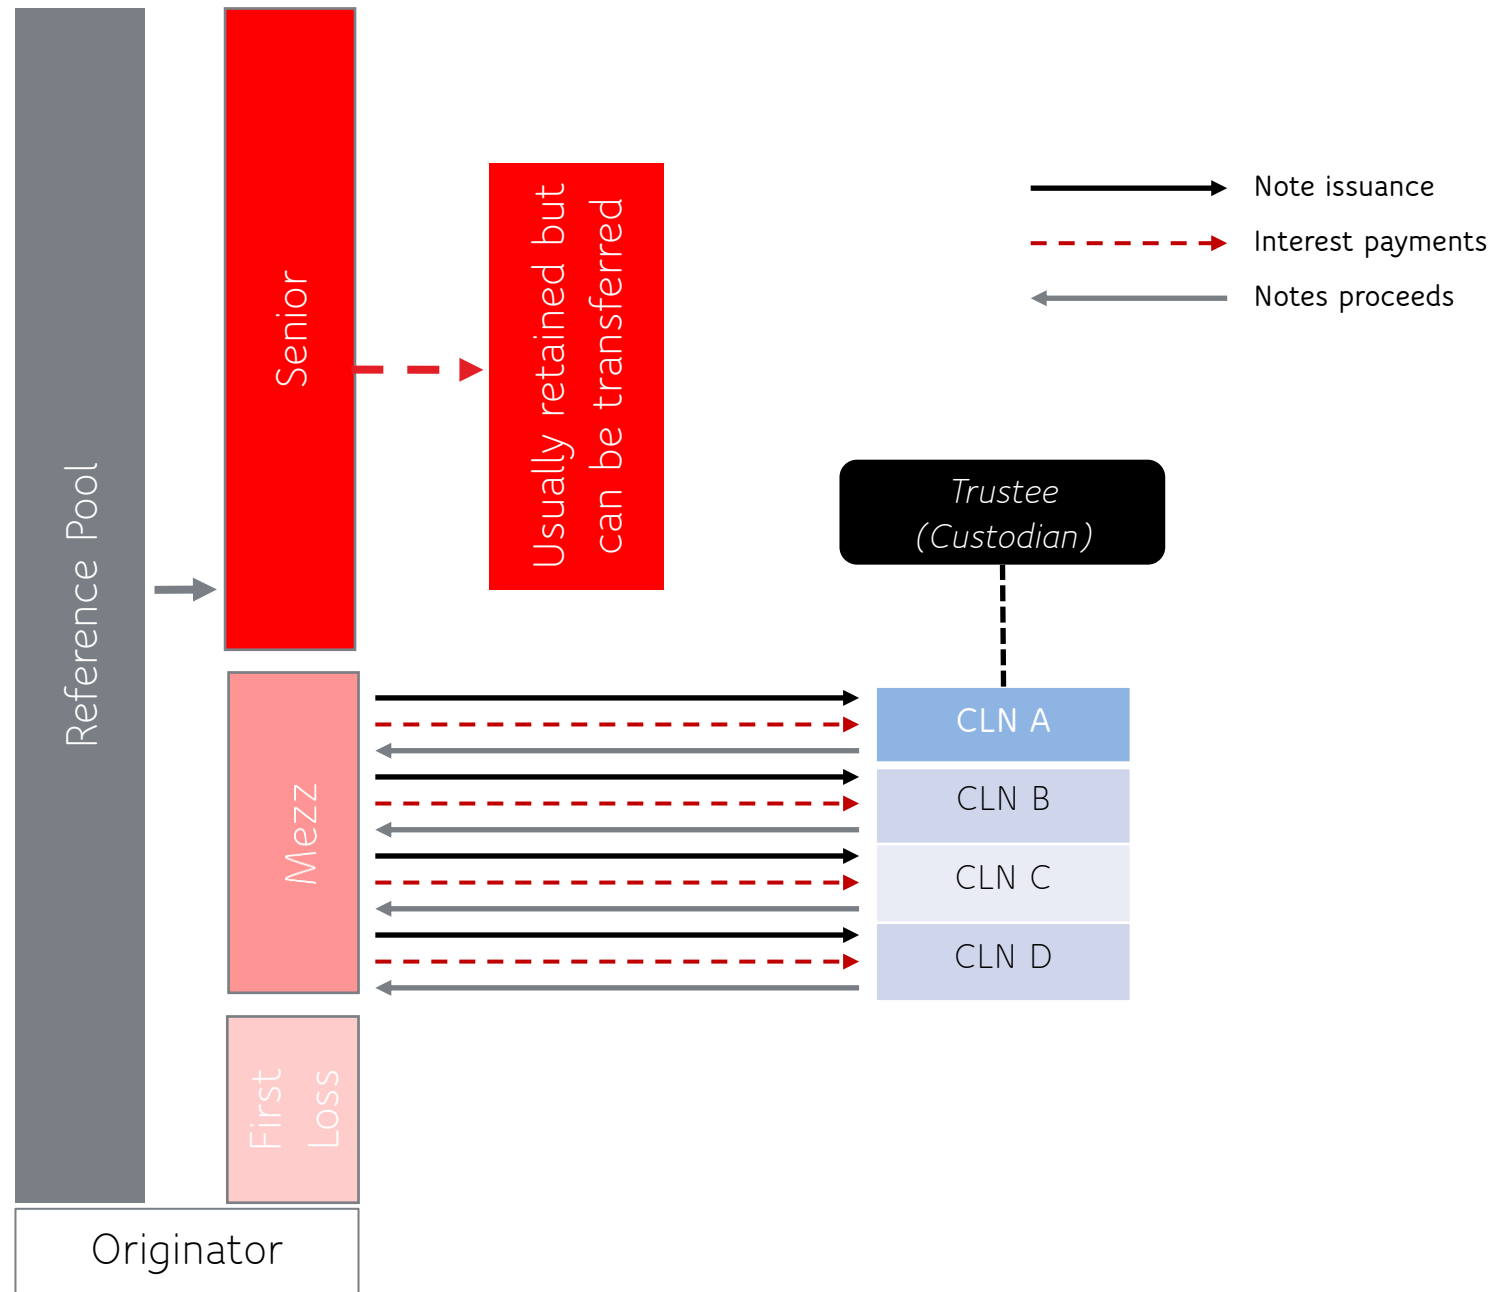 Reference Pool
Senior
Usually retained but
can be transferred
Note issuance
Interest payments
Notes proceeds
Trustee
(Custodian)
Mezz
CLN A
CLN B
CLN C
CLN D
First
Loss
Originator